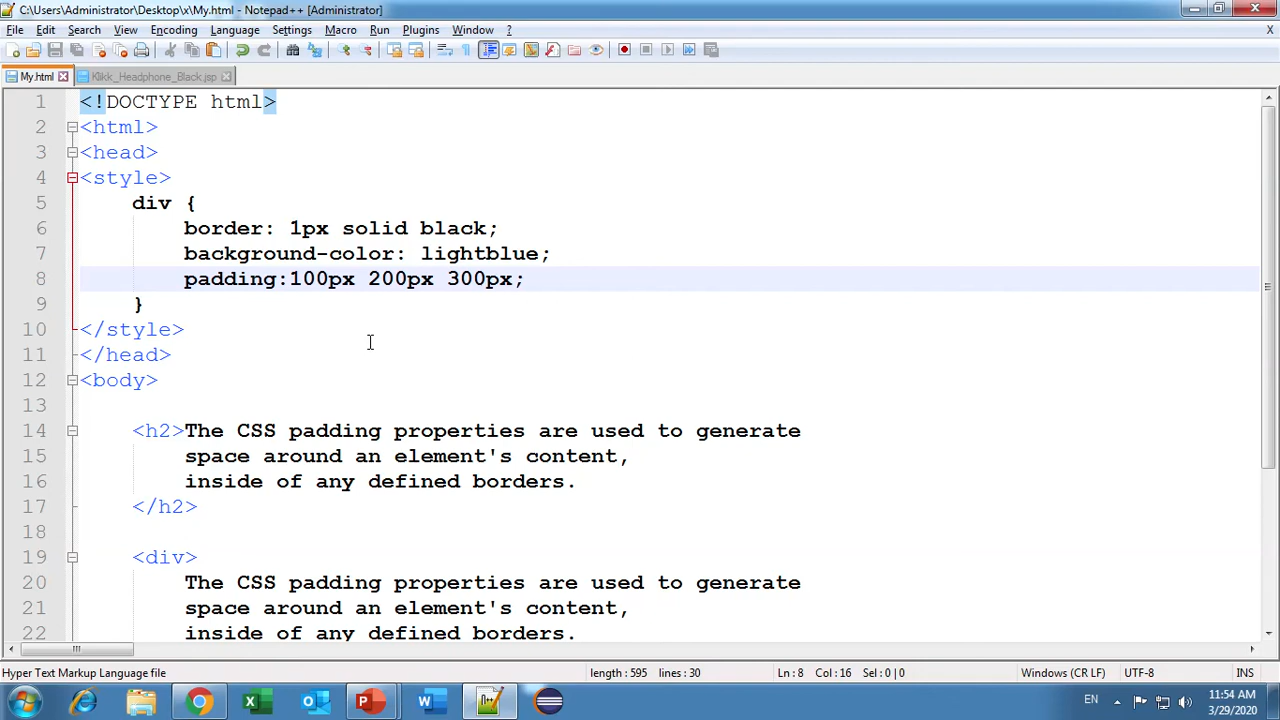 C:\Users\Administrator\Desktop\x\My.html - Notepad++ [Administrator]
File Edit Search View Encoding Language Settings Macro Run Plugins Window ? X
My.html Klikk_Headphone_Black.jsp
1 <!DOCTYPE html>
2 <html>
3 <head>
4 <style>
5 div {
6 border: 1px solid black;
7 background-color: lightblue;
8 padding:100px 200px 300px;
9 }
10 </style>
11 </head>
12 <body>
13
14 <h2>The CSS padding properties are used to generate
15 space around an element's content,
16 inside of any defined borders.
17 </h2>
18
19 <div>
20 The CSS padding properties are used to generate
21 space around an element's content,
22 inside of any defined borders.
Hyper Text Markup Language file length : 595 lines : 30 Ln : 8 Col : 16 Sel : 0 | 0 Windows (CR LF) UTF-8 INS
EN 11:54 AM
3/29/2020